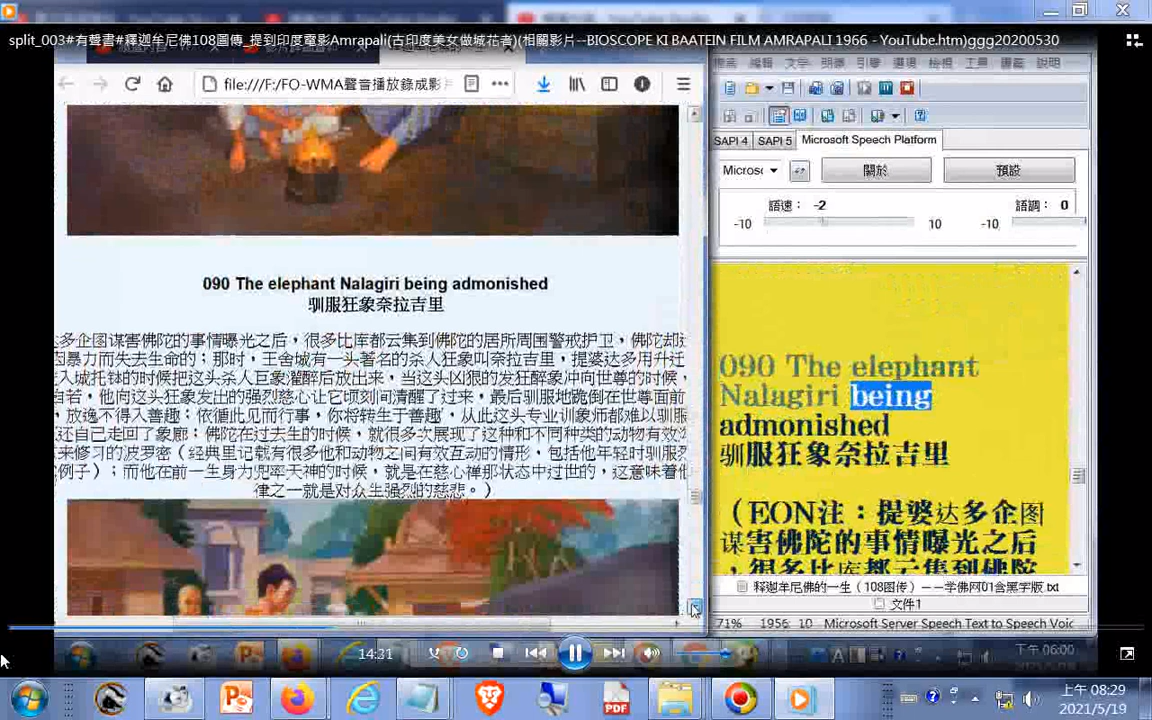 split_003#有聲書#釋迦牟尼佛108圖傳_提到印度電影Amrapali(古印度美女做城花者)(相關影片--BIOSCOPE KI BAATEIN FILM AMRAPALI 1966 - YouTube.htm)ggg20200530
file:///F:/FO-WMA聲音播放錄成影
SAPI 4
SAPI 5
Microsoft Speech Platform
Microsc
關於
預設
語速：
-2
語調：
0
-10
10
-10
090 The elephant Nalagiri being admonished
驯服狂象奈拉吉里
多企图谋害佛陀的事情曝光之后，很多比库都云集到佛陀的居所周围警戒护卫，佛陀却
因暴力而失去生命的；那时，王舍城有一头著名的杀人狂象叫奈拉吉里，提婆达多用升迁
入城托钵的时候把这头杀人巨象灌醉后放出来，当这头凶狠的发狂醉象冲向世尊的时候，
自若，他向这头狂象发出的强烈慈心让它顷刻间清醒了过来，最后驯服地跪倒在世尊面前
，放逸不得入善趣；依循此见而行事，你将转生于善趣’，从此这头专业训象师都难以驯服
还自己走回了象廊；佛陀在过去生的时候，就很多次展现了这种和不同种类的动物有效
来修习的波罗密（经典里记载有很多他和动物之间有效互动的情形，包括他年轻时驯服烈
例子）；而他在前一生身为兜率天神的时候，就是在慈心禅那状态中过世的，这意味着他
律之一就是对众生强烈的慈悲。）
090 The elephant
Nalagiri being
admonished
驯服狂象奈拉吉里
（EON注：提婆达多企图
谋害佛陀的事情曝光之后
，很多比库都云集到佛陀
释迦牟尼佛的一生（108图传）——学佛网01含黑字版.txt
文件1
71%
1956: 10
Microsoft Server Speech Text to Speech Voic
14:31
下午 06:00
上午 08:29
2021/5/19